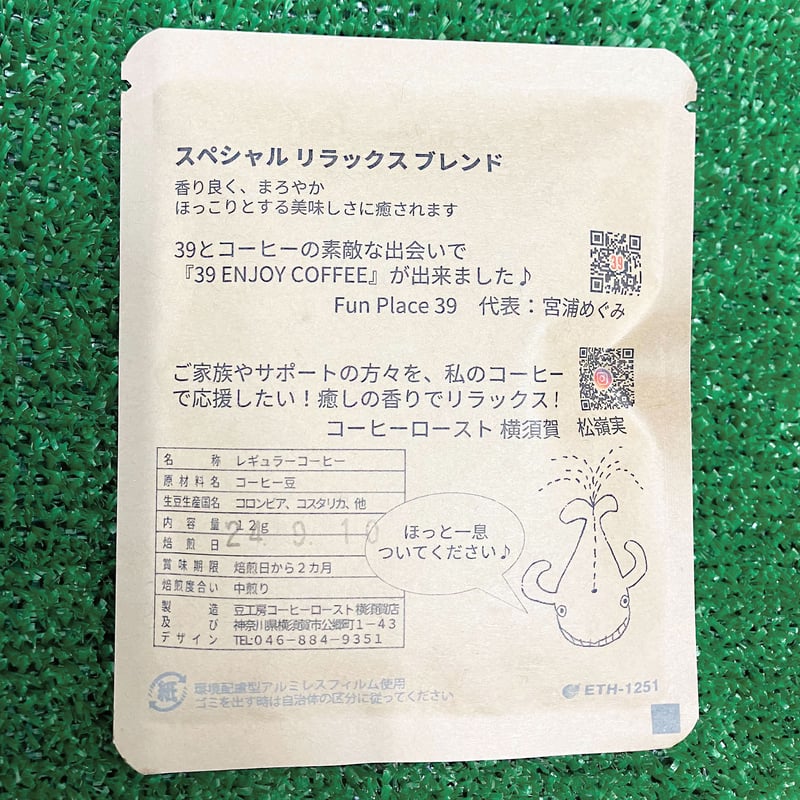 スペシャル リラックス ブレンド
香り良く、まろやか
ほっこりとする美味しさに癒されます
39とコーヒーの素敵な出会いで
『39 ENJOY COFFEE』が出来ました♪
39
Fun Place 39　代表：宮浦めぐみ
ご家族やサポートの方々を、私のコーヒー
で応援したい！癒しの香りでリラックス！
コーヒーロースト 横須賀　松嶺実
名称 レギュラーコーヒー
原材料名 コーヒー豆
生豆生産国名 コロンビア、コスタリカ、他
内容量 12g
焙煎日 24. 9. 10
賞味期限 焙煎日から２カ月
焙煎度合い 中煎り
製造 豆工房コーヒーロースト横須賀店
及び 神奈川県横須賀市公郷町1－43
デザイン TEL:046－884－9351
ほっと一息
ついてください♪
紙
環境配慮型アルミレスフィルム使用
ゴミを出す時は自治体の区分に従ってください
ETH-1251